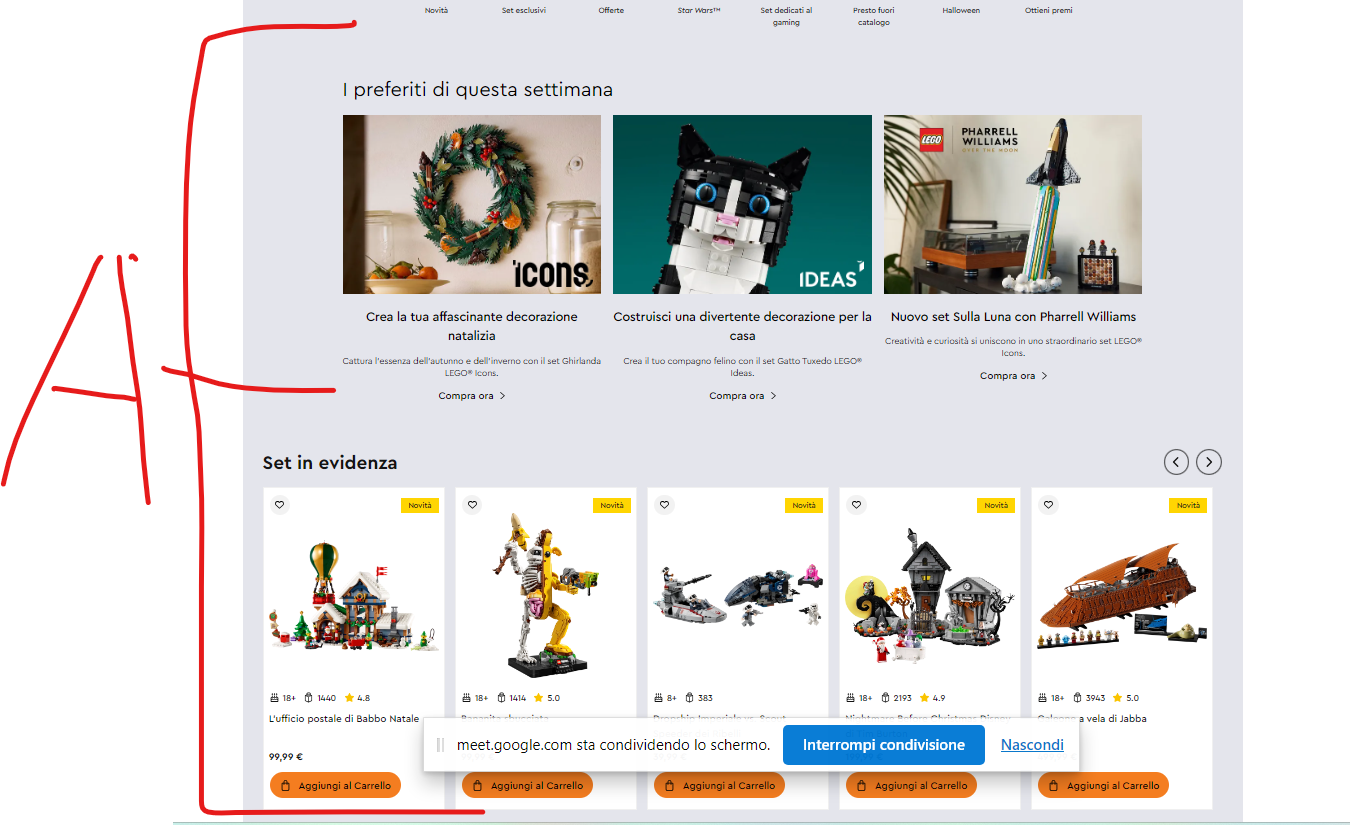 Novità
Set esclusivi
Offerte
Star Wars™
Set dedicati al gaming
Presto fuori catalogo
Halloween
Ottieni premi
I preferiti di questa settimana
ICONS
IDEAS
LEGO
PHARRELL
WILLIAMS
OVER THE MOON
Crea la tua affascinante decorazione
natalizia
Cattura l'essenza dell'autunno e dell'inverno con il set Ghirlanda
LEGO® Icons.
Compra ora
Costruisci una divertente decorazione per la
casa
Crea il tuo compagno felino con il set Gatto Tuxedo LEGO®
Ideas.
Compra ora
Nuovo set Sulla Luna con Pharrell Williams
Creatività e curiosità si uniscono in uno straordinario set LEGO®
Icons.
Compra ora
A
Set in evidenza
Novità
Novità
Novità
Novità
Novità
18+ 1440 4.8
18+ 1414 5.0
8+ 383
18+ 2193 4.9
18+ 3943 5.0
L'ufficio postale di Babbo Natale
a vela di Jabba
99,99 €
meet.google.com sta condividendo lo schermo.
Interrompi condivisione
Nascondi
Aggiungi al Carrello
Aggiungi al Carrello
Aggiungi al Carrello
Aggiungi al Carrello
Aggiungi al Carrello